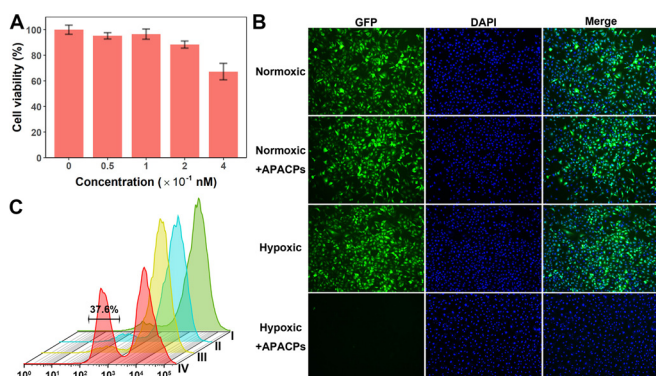 A
Cell viability (%)
100
80
60
40
20
0
0 0.5 1 2 4
Concentration (×10⁻¹ nM)
B
GFP DAPI Merge
Normoxic
Normoxic
+APACPs
Hypoxic
Hypoxic
+APACPs
C
37.6%
I
II
III
IV
10⁰ 10¹ 10² 10³ 10⁴ 10⁵